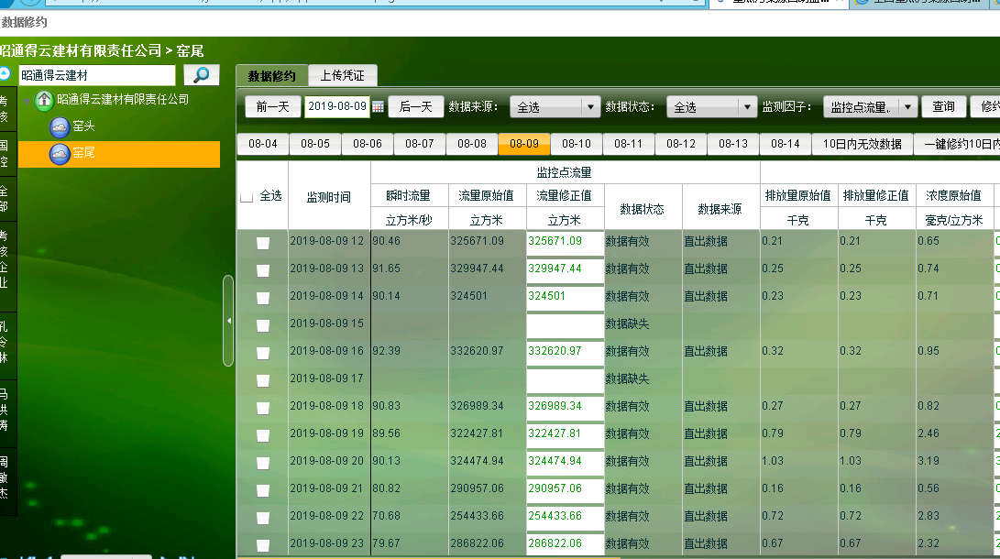 数据修约
昭通得云建材有限责任公司 > 窑尾
昭通得云建材
昭通得云建材有限责任公司
窑头
窑尾
考核
国控
全部
考核企业
孔令琳
马洪涛
周徽杰
数据修约 上传凭证
前一天 2019-08-09 后一天 数据来源: 全选 数据状态: 全选 监测因子: 监控点流量, 查询 修约
08-04 08-05 08-06 08-07 08-08 08-09 08-10 08-11 08-12 08-13 08-14 10日内无效数据 一键修约10日内
监控点流量
全选 监测时间 瞬时流量 流量原始值 流量修正值 数据状态 数据来源 排放量原始值 排放量修正值 浓度原始值
立方米/秒 立方米 立方米 千克 千克 毫克/立方米
2019-08-09 12 90.46 325671.09 325671.09 数据有效 直出数据 0.21 0.21 0.65
2019-08-09 13 91.65 329947.44 329947.44 数据有效 直出数据 0.25 0.25 0.74
2019-08-09 14 90.14 324501 324501 数据有效 直出数据 0.23 0.23 0.71
2019-08-09 15 数据缺失
2019-08-09 16 92.39 332620.97 332620.97 数据有效 直出数据 0.32 0.32 0.95
2019-08-09 17 数据缺失
2019-08-09 18 90.83 326989.34 326989.34 数据有效 直出数据 0.27 0.27 0.82
2019-08-09 19 89.56 322427.81 322427.81 数据有效 直出数据 0.79 0.79 2.46
2019-08-09 20 90.13 324474.94 324474.94 数据有效 直出数据 1.03 1.03 3.19
2019-08-09 21 80.82 290957.06 290957.06 数据有效 直出数据 0.16 0.16 0.56
2019-08-09 22 70.68 254433.66 254433.66 数据有效 直出数据 0.72 0.72 2.83
2019-08-09 23 79.67 286822.06 286822.06 数据有效 直出数据 0.67 0.67 2.32